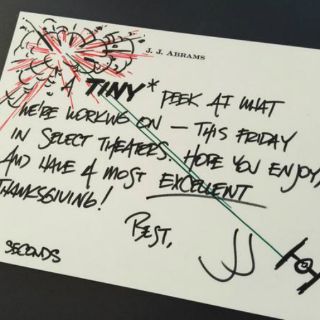 J. J. ABRAMS
A TINY* PEEK AT WHAT
WE'RE WORKING ON — THIS FRIDAY
IN SELECT THEATERS. HOPE YOU ENJOY,
AND HAVE A MOST EXCELLENT
THANKSGIVING!
BEST,
JJ
SECONDS